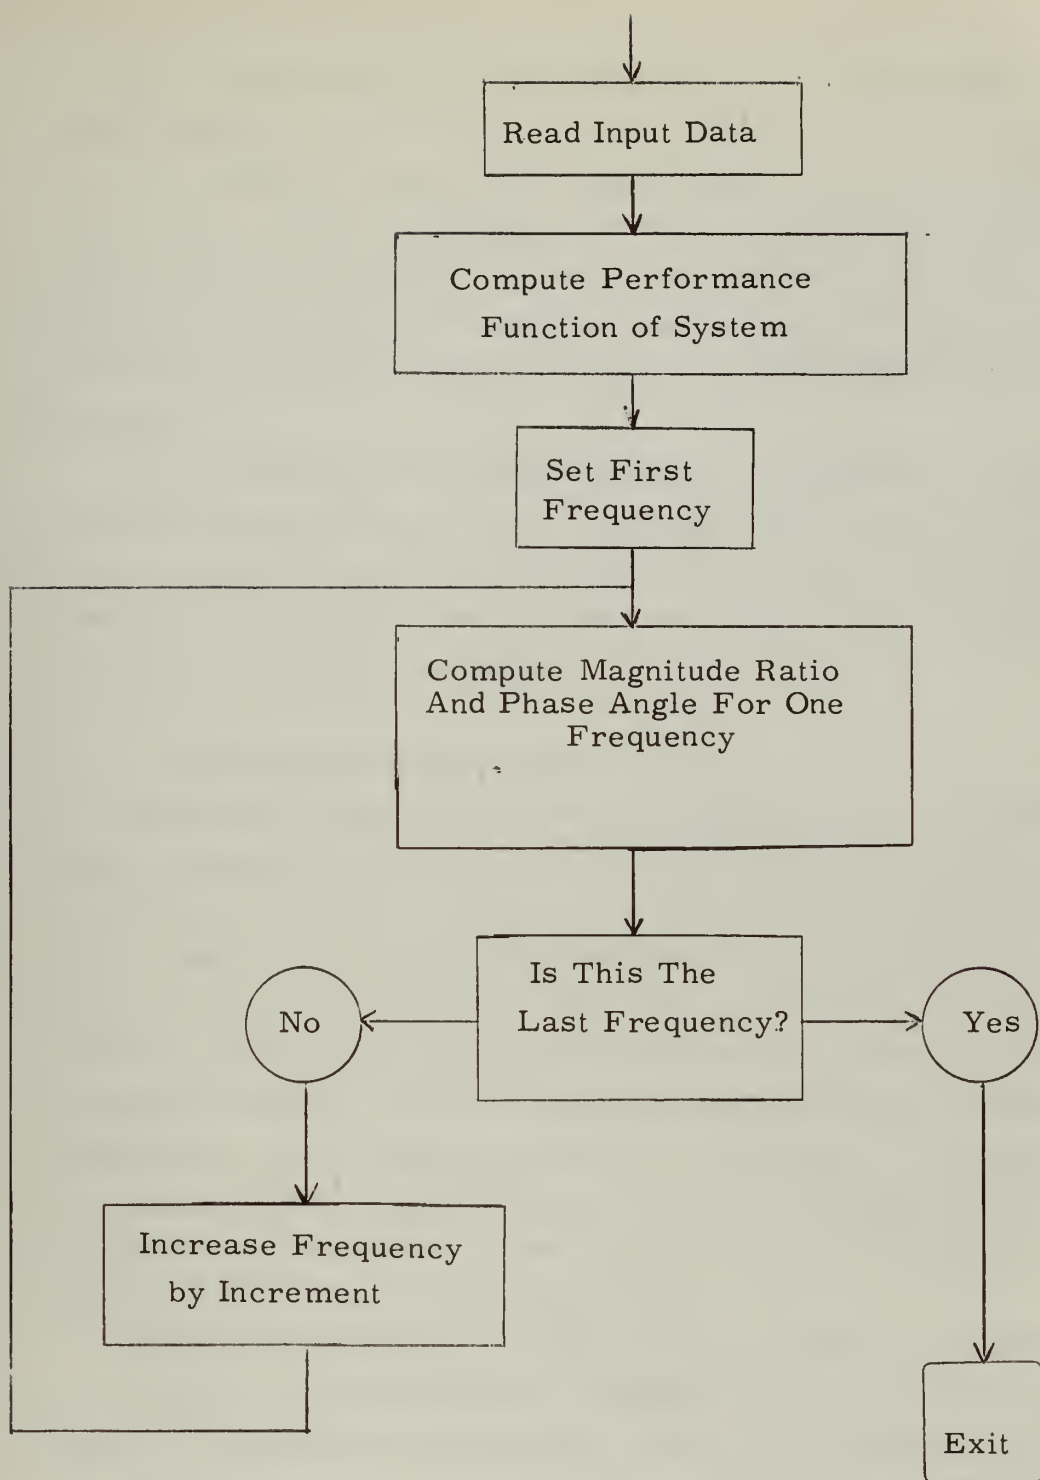 Read Input Data
Compute Performance
Function of System
Set First
Frequency
Compute Magnitude Ratio
And Phase Angle For One
Frequency
Is This The
Last Frequency?
No
Yes
Increase Frequency
by Increment
Exit